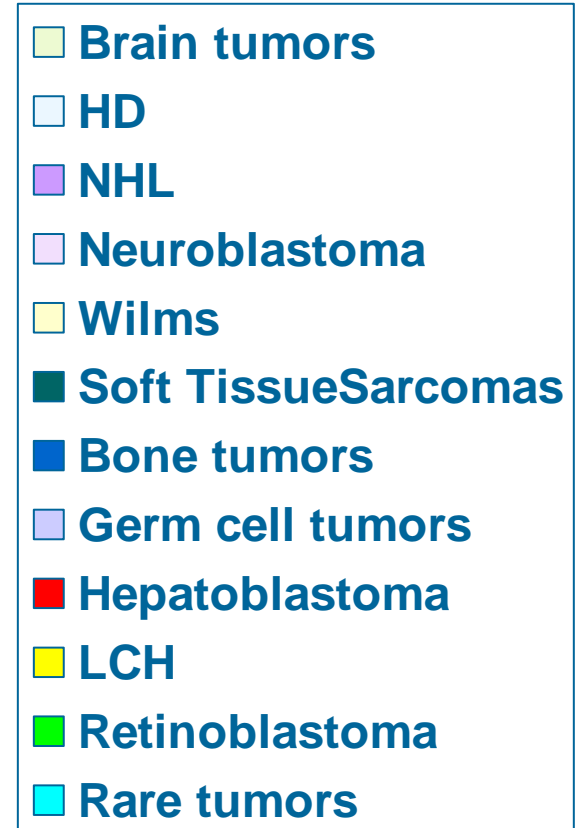 Brain tumors
HD
NHL
Neuroblastoma
Wilms
Soft TissueSarcomas
Bone tumors
Germ cell tumors
Hepatoblastoma
LCH
Retinoblastoma
Rare tumors